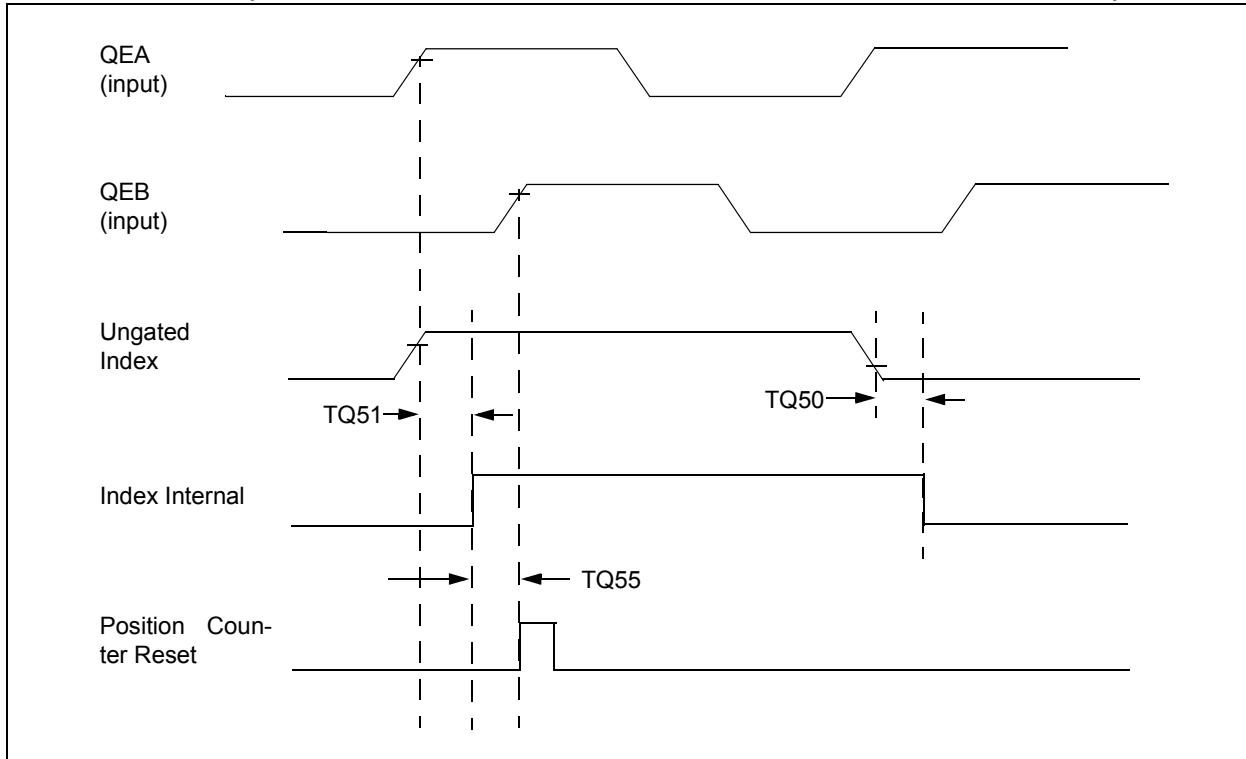 QEA
(input)
QEB
(input)
Ungated
Index
TQ51
TQ50
Index Internal
TQ55
Position Coun-
ter Reset